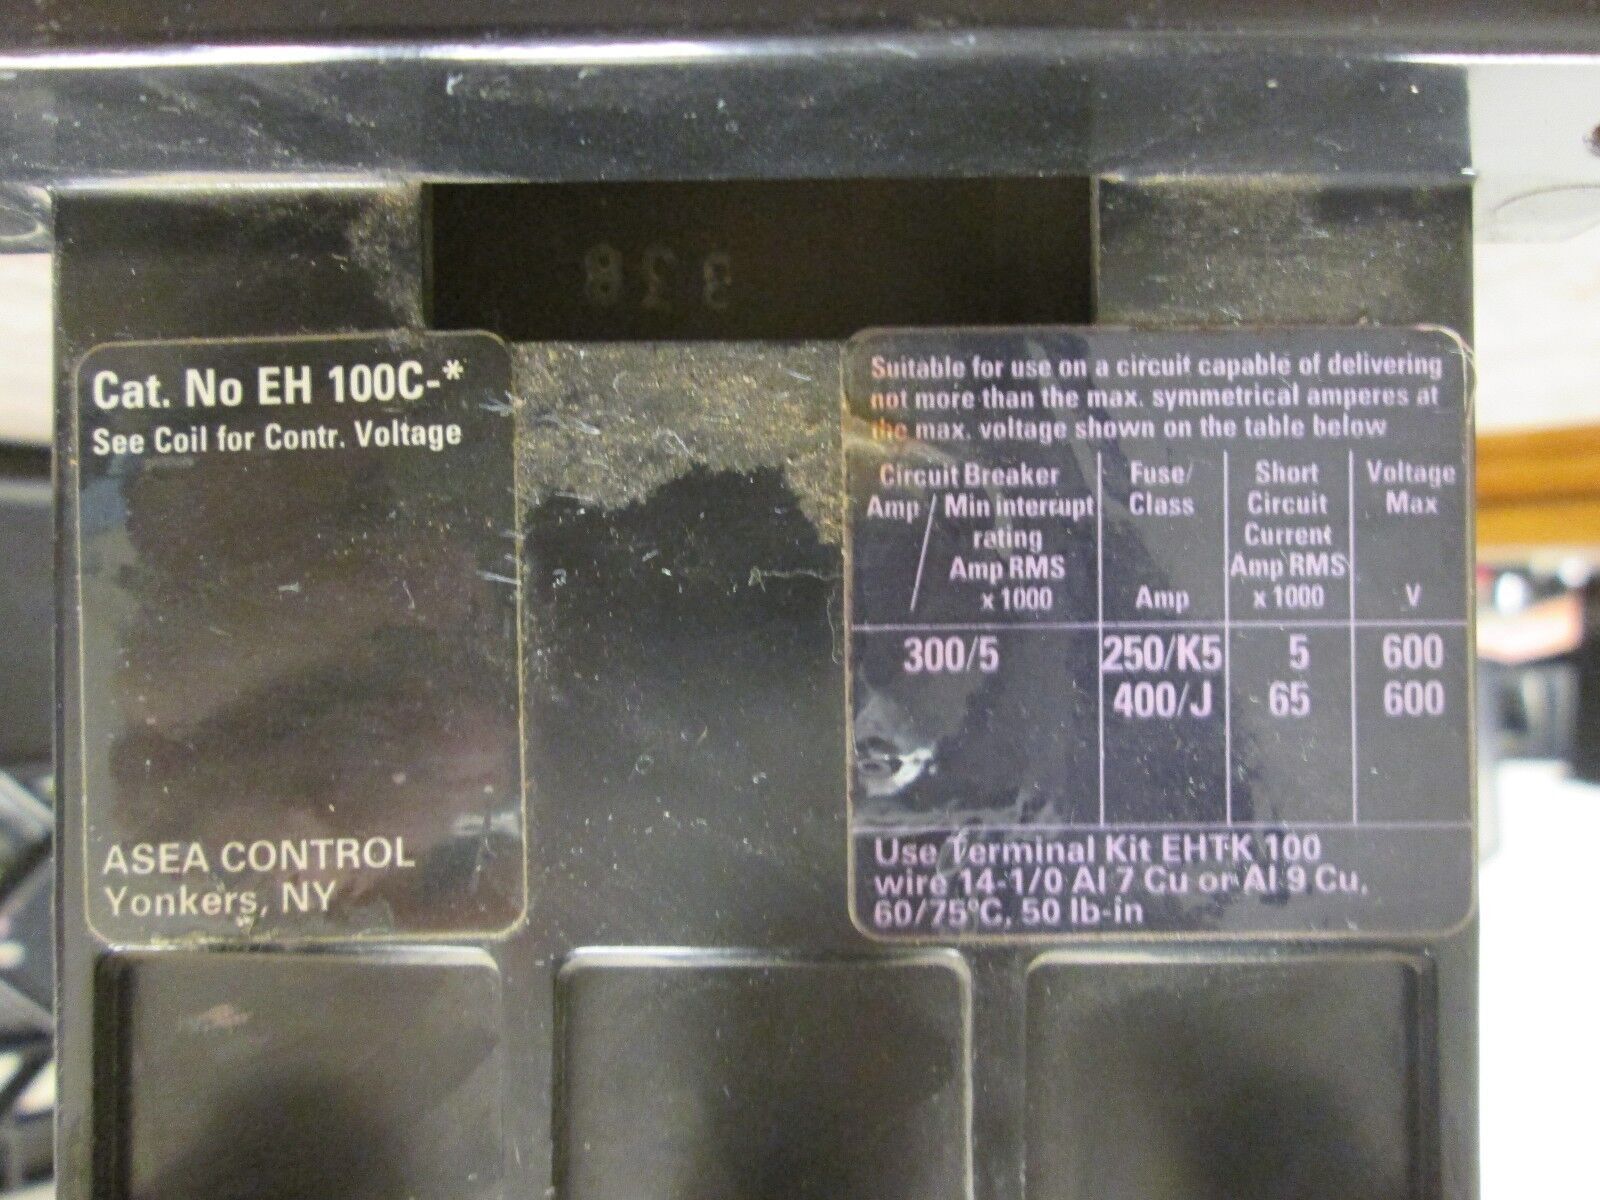 838
Cat. No EH 100C-*
See Coil for Contr. Voltage
ASEA CONTROL
Yonkers, NY
Suitable for use on a circuit capable of delivering
not more than the max. symmetrical amperes at
the max. voltage shown on the table below
Circuit Breaker Fuse/ Short Voltage
Amp / Min interrupt Class Circuit Max
rating Current
Amp RMS Amp RMS
x 1000 Amp x 1000 V
300/5 250/K5 5 600
400/J 65 600
Use Terminal Kit EHTK 100
wire 14-1/0 Al 7 Cu or Al 9 Cu,
60/75°C, 50 lb-in